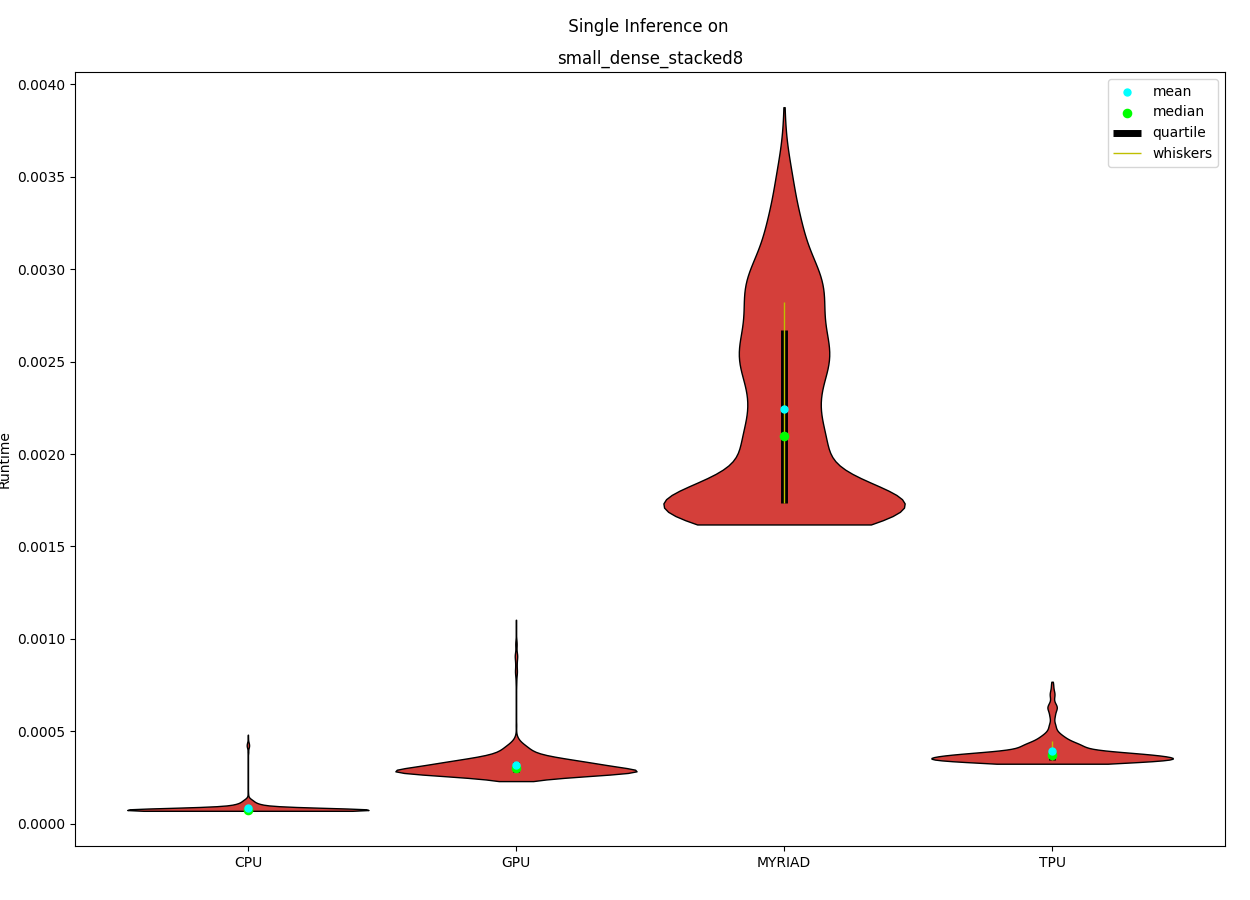 Single Inference on
small_dense_stacked8
0.0040
0.0035
0.0030
0.0025
0.0020
0.0015
0.0010
0.0005
0.0000
Runtime
CPU
GPU
MYRIAD
TPU
mean
median
quartile
whiskers